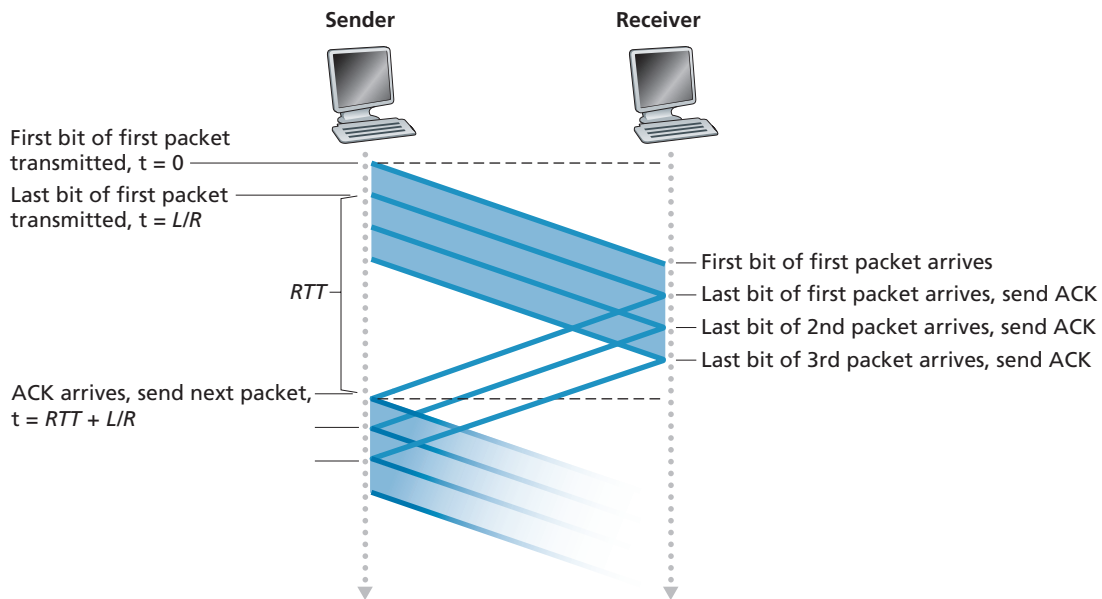 Sender
Receiver
First bit of first packet
transmitted, t = 0
Last bit of first packet
transmitted, t = L/R
RTT
First bit of first packet arrives
Last bit of first packet arrives, send ACK
Last bit of 2nd packet arrives, send ACK
Last bit of 3rd packet arrives, send ACK
ACK arrives, send next packet,
t = RTT + L/R